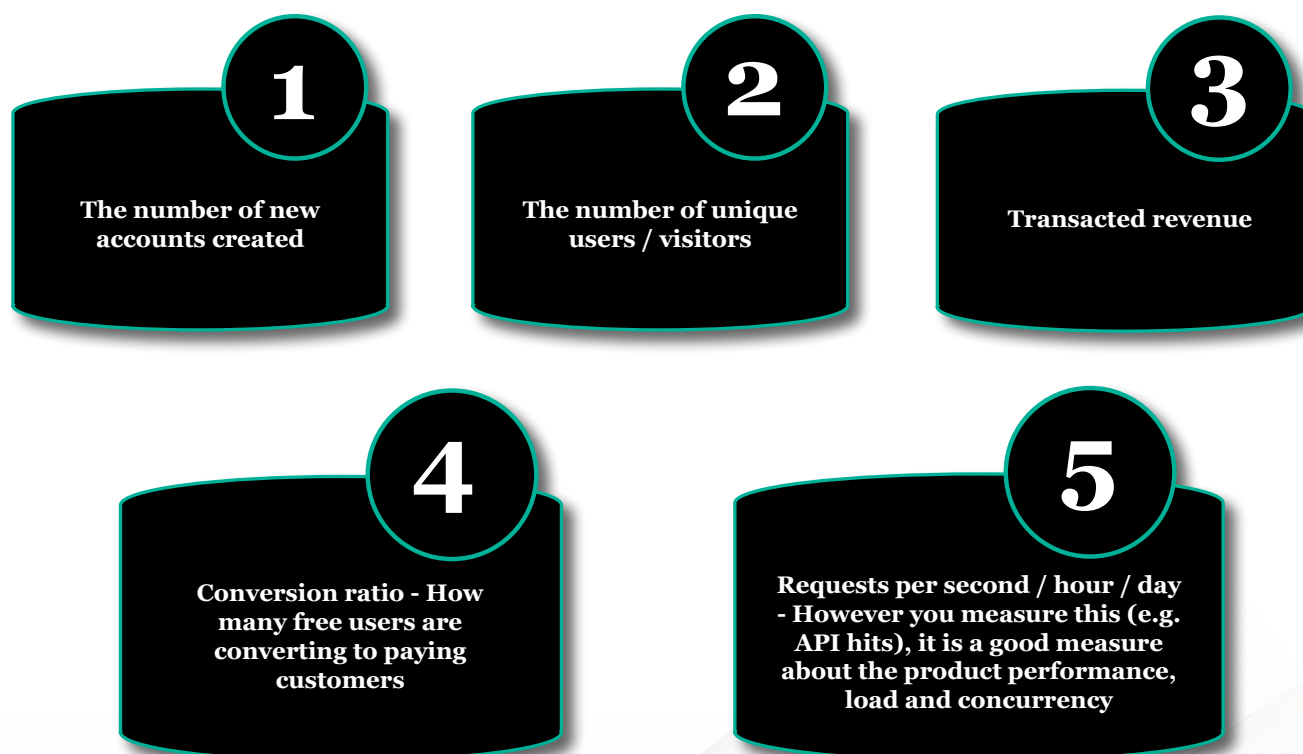 1
The number of new
accounts created
2
The number of unique
users / visitors
3
Transacted revenue
4
Conversion ratio - How
many free users are
converting to paying
customers
5
Requests per second / hour / day
- However you measure this (e.g.
API hits), it is a good measure
about the product performance,
load and concurrency